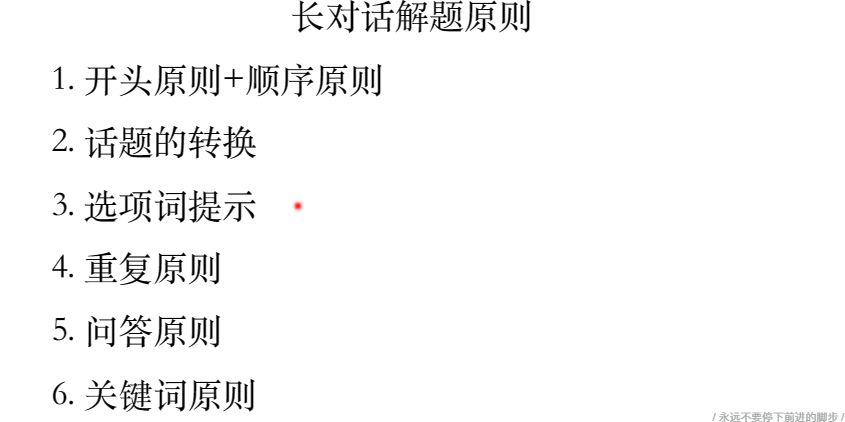 长对话解题原则
1. 开头原则+顺序原则
2. 话题的转换
3. 选项词提示
4. 重复原则
5. 问答原则
6. 关键词原则
/ 永远不要停下前进的脚步 /